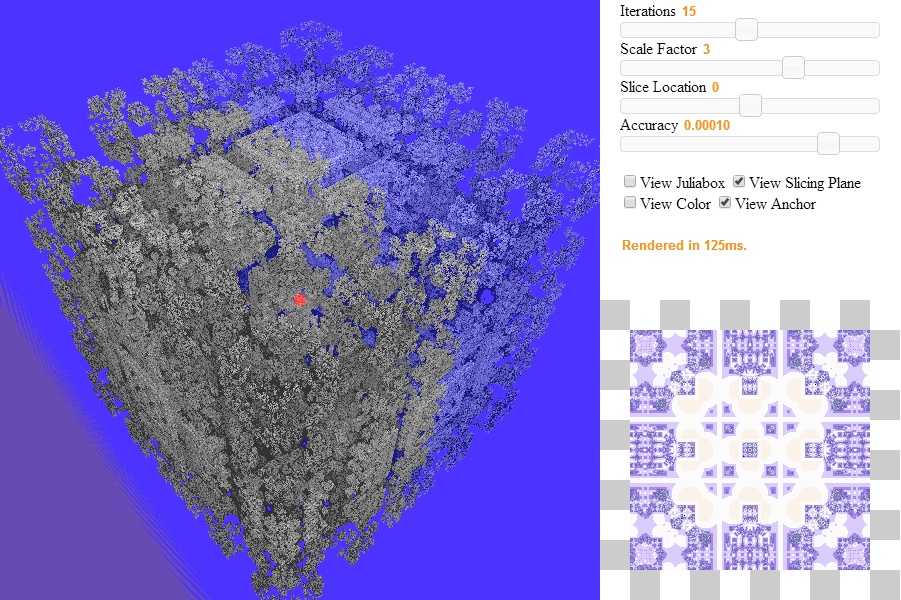 Iterations 15
Scale Factor 3
Slice Location 0
Accuracy 0.00010
View Juliabox View Slicing Plane
View Color View Anchor
Rendered in 125ms.